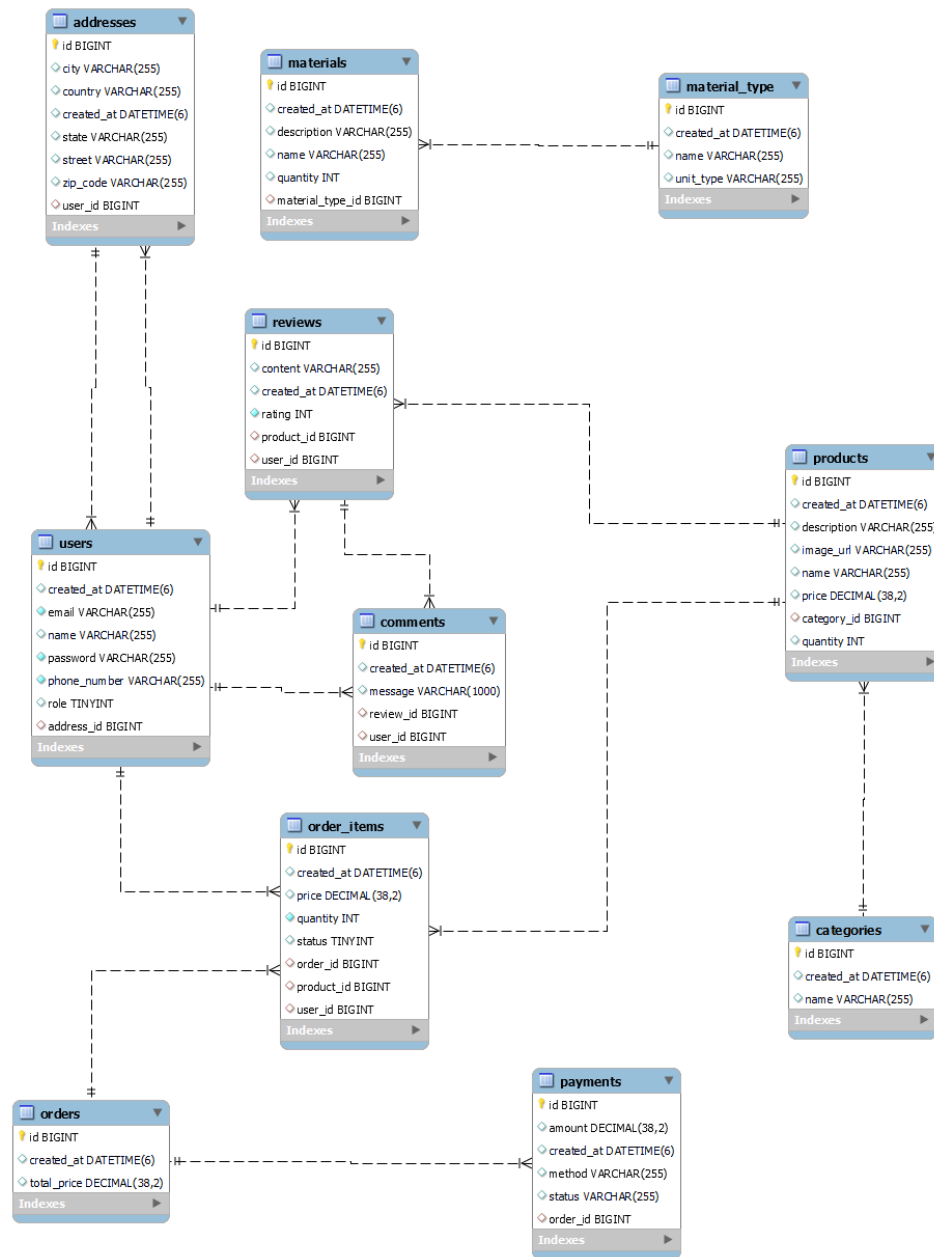 addresses
id BIGINT
city VARCHAR(255)
country VARCHAR(255)
created_at DATETIME(6)
state VARCHAR(255)
street VARCHAR(255)
zip_code VARCHAR(255)
user_id BIGINT
Indexes
materials
id BIGINT
created_at DATETIME(6)
description VARCHAR(255)
name VARCHAR(255)
quantity INT
material_type_id BIGINT
Indexes
material_type
id BIGINT
created_at DATETIME(6)
name VARCHAR(255)
unit_type VARCHAR(255)
Indexes
reviews
id BIGINT
content VARCHAR(255)
created_at DATETIME(6)
rating INT
product_id BIGINT
user_id BIGINT
Indexes
products
id BIGINT
created_at DATETIME(6)
description VARCHAR(255)
image_url VARCHAR(255)
name VARCHAR(255)
price DECIMAL(38,2)
category_id BIGINT
quantity INT
Indexes
users
id BIGINT
created_at DATETIME(6)
email VARCHAR(255)
name VARCHAR(255)
password VARCHAR(255)
phone_number VARCHAR(255)
role TINYINT
address_id BIGINT
Indexes
comments
id BIGINT
created_at DATETIME(6)
message VARCHAR(1000)
review_id BIGINT
user_id BIGINT
Indexes
order_items
id BIGINT
created_at DATETIME(6)
price DECIMAL(38,2)
quantity INT
status TINYINT
order_id BIGINT
product_id BIGINT
user_id BIGINT
Indexes
categories
id BIGINT
created_at DATETIME(6)
name VARCHAR(255)
Indexes
orders
id BIGINT
created_at DATETIME(6)
total_price DECIMAL(38,2)
Indexes
payments
id BIGINT
amount DECIMAL(38,2)
created_at DATETIME(6)
method VARCHAR(255)
status VARCHAR(255)
order_id BIGINT
Indexes